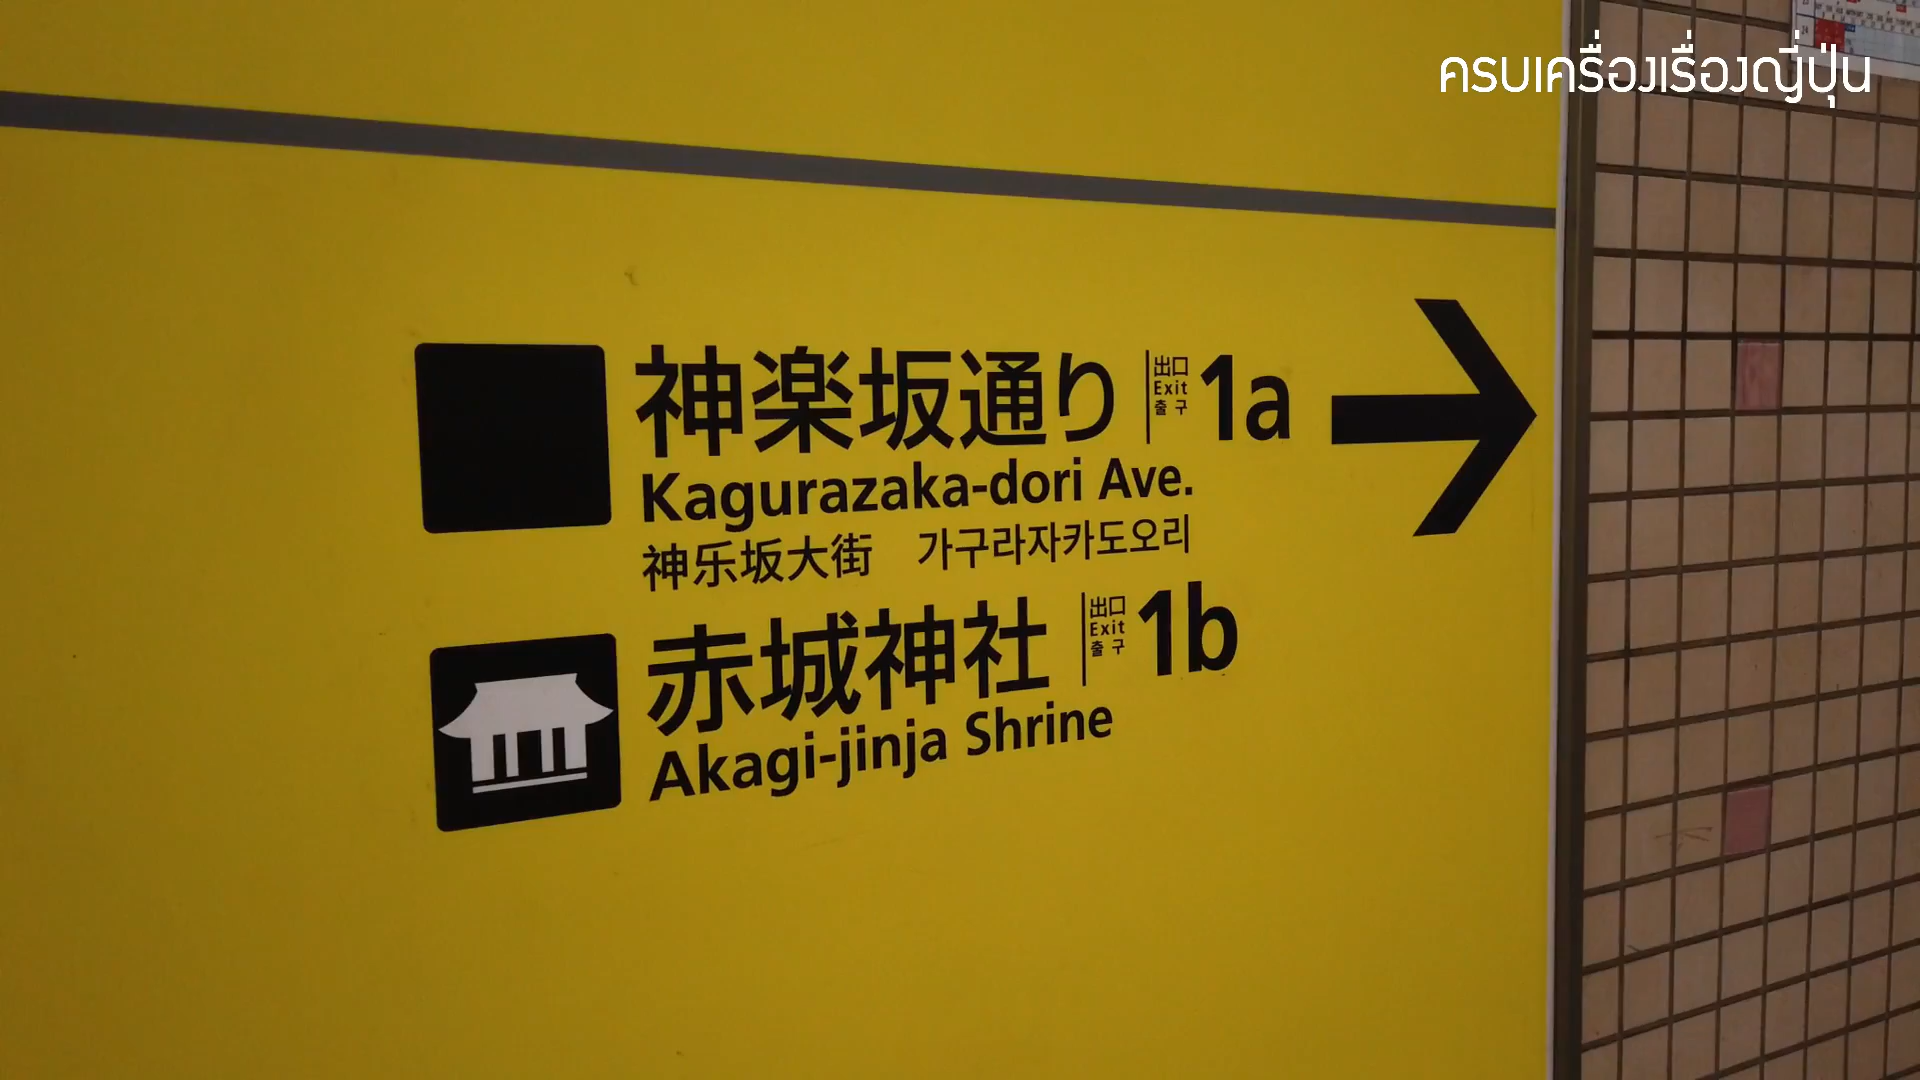 ครบเครื่องเรื่องญี่ปุ่น
神楽坂通り 出口 Exit 출구 1a
Kagurazaka-dori Ave.
神乐坂大街 가구라자카도오리
赤城神社 出口 Exit 출구 1b
Akagi-jinja Shrine